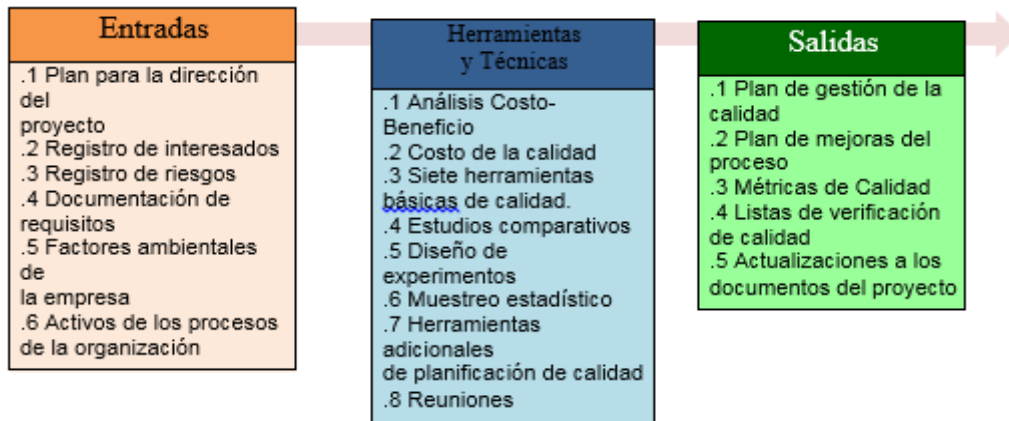 Entradas
.1 Plan para la dirección
del
proyecto
.2 Registro de interesados
.3 Registro de riesgos
.4 Documentación de
requisitos
.5 Factores ambientales
de
la empresa
.6 Activos de los procesos
de la organización
Herramientas
y Técnicas
.1 Análisis Costo-
Beneficio
.2 Costo de la calidad
.3 Siete herramientas
básicas de calidad.
.4 Estudios comparativos
.5 Diseño de
experimentos
.6 Muestreo estadístico
.7 Herramientas
adicionales
de planificación de calidad
.8 Reuniones
Salidas
.1 Plan de gestión de la
calidad
.2 Plan de mejoras del
proceso
.3 Métricas de Calidad
.4 Listas de verificación
de calidad
.5 Actualizaciones a los
documentos del proyecto